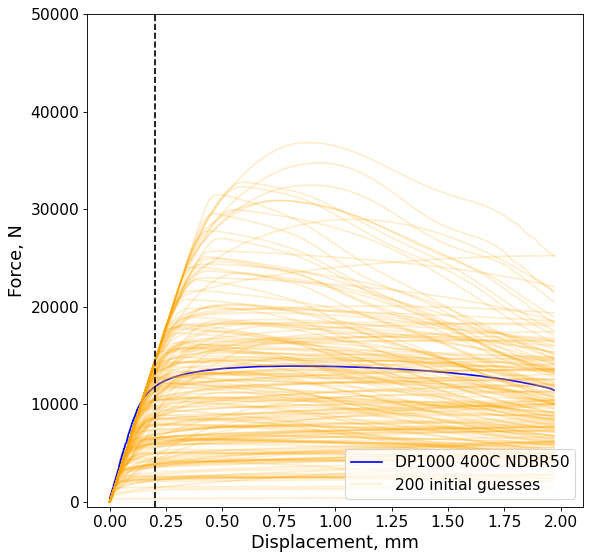 50000
40000
30000
20000
10000
0
Force, N
DP1000 400C NDBR50
200 initial guesses
0.00 0.25 0.50 0.75 1.00 1.25 1.50 1.75 2.00
Displacement, mm